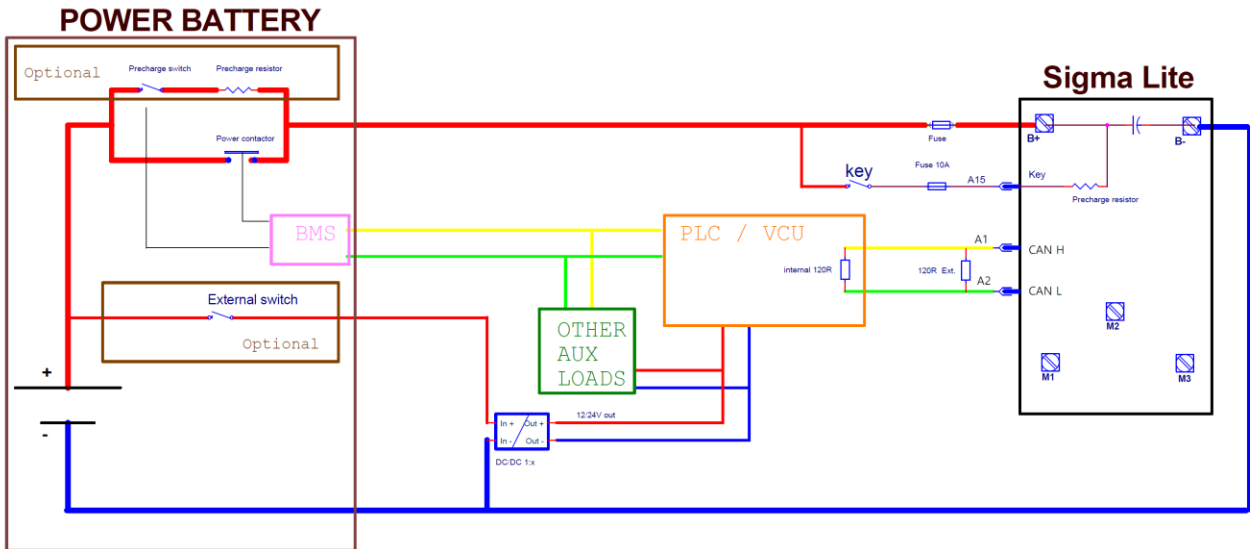 POWER BATTERY
Optional
Precharge switch
Precharge resistor
Power contactor
BMS
External switch
Optional
+
-
PLC / VCU
internal 120R
120R Ext.
OTHER
AUX
LOADS
In +
Out +
In -
Out -
12/24V out
DC/DC 1:x
Fuse
key
Fuse 10A
A15
A1
A2
Sigma Lite
B+
B-
Key
Precharge resistor
CAN H
CAN L
M2
M1
M3